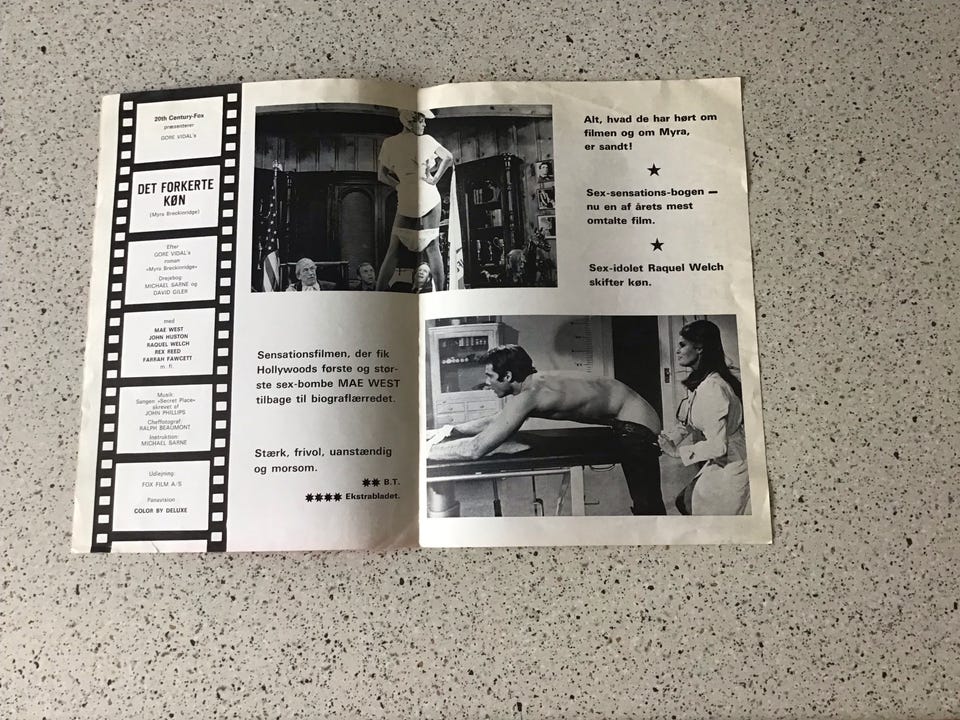 20th Century-Fox
præsenterer
GORE VIDAL's
DET FORKERTE
KØN
(Myra Breckinridge)
Efter
GORE VIDAL's
roman
»Myra Breckinridge«
Drejebog:
MICHAEL SARNE og
DAVID GILER
med
MAE WEST
JOHN HUSTON
RAQUEL WELCH
REX REED
FARRAH FAWCETT
m. fl.
Musik:
Sangen »Secret Place«
skrevet af
JOHN PHILLIPS
Cheffotograf:
RALPH BEAUMONT
Instruktion:
MICHAEL SARNE
Udlejning:
FOX FILM A/S
Panavision
COLOR BY DELUXE
Sensationsfilmen, der fik
Hollywoods første og stør-
ste sex-bombe MAE WEST
tilbage til biograflærredet.
Stærk, frivol, uanstændig
og morsom.
✱✱ B.T.
✱✱✱✱ Ekstrabladet.
Alt, hvad de har hørt om
filmen og om Myra,
er sandt!
★
Sex-sensations-bogen —
nu en af årets mest
omtalte film.
★
Sex-idolet Raquel Welch
skifter køn.